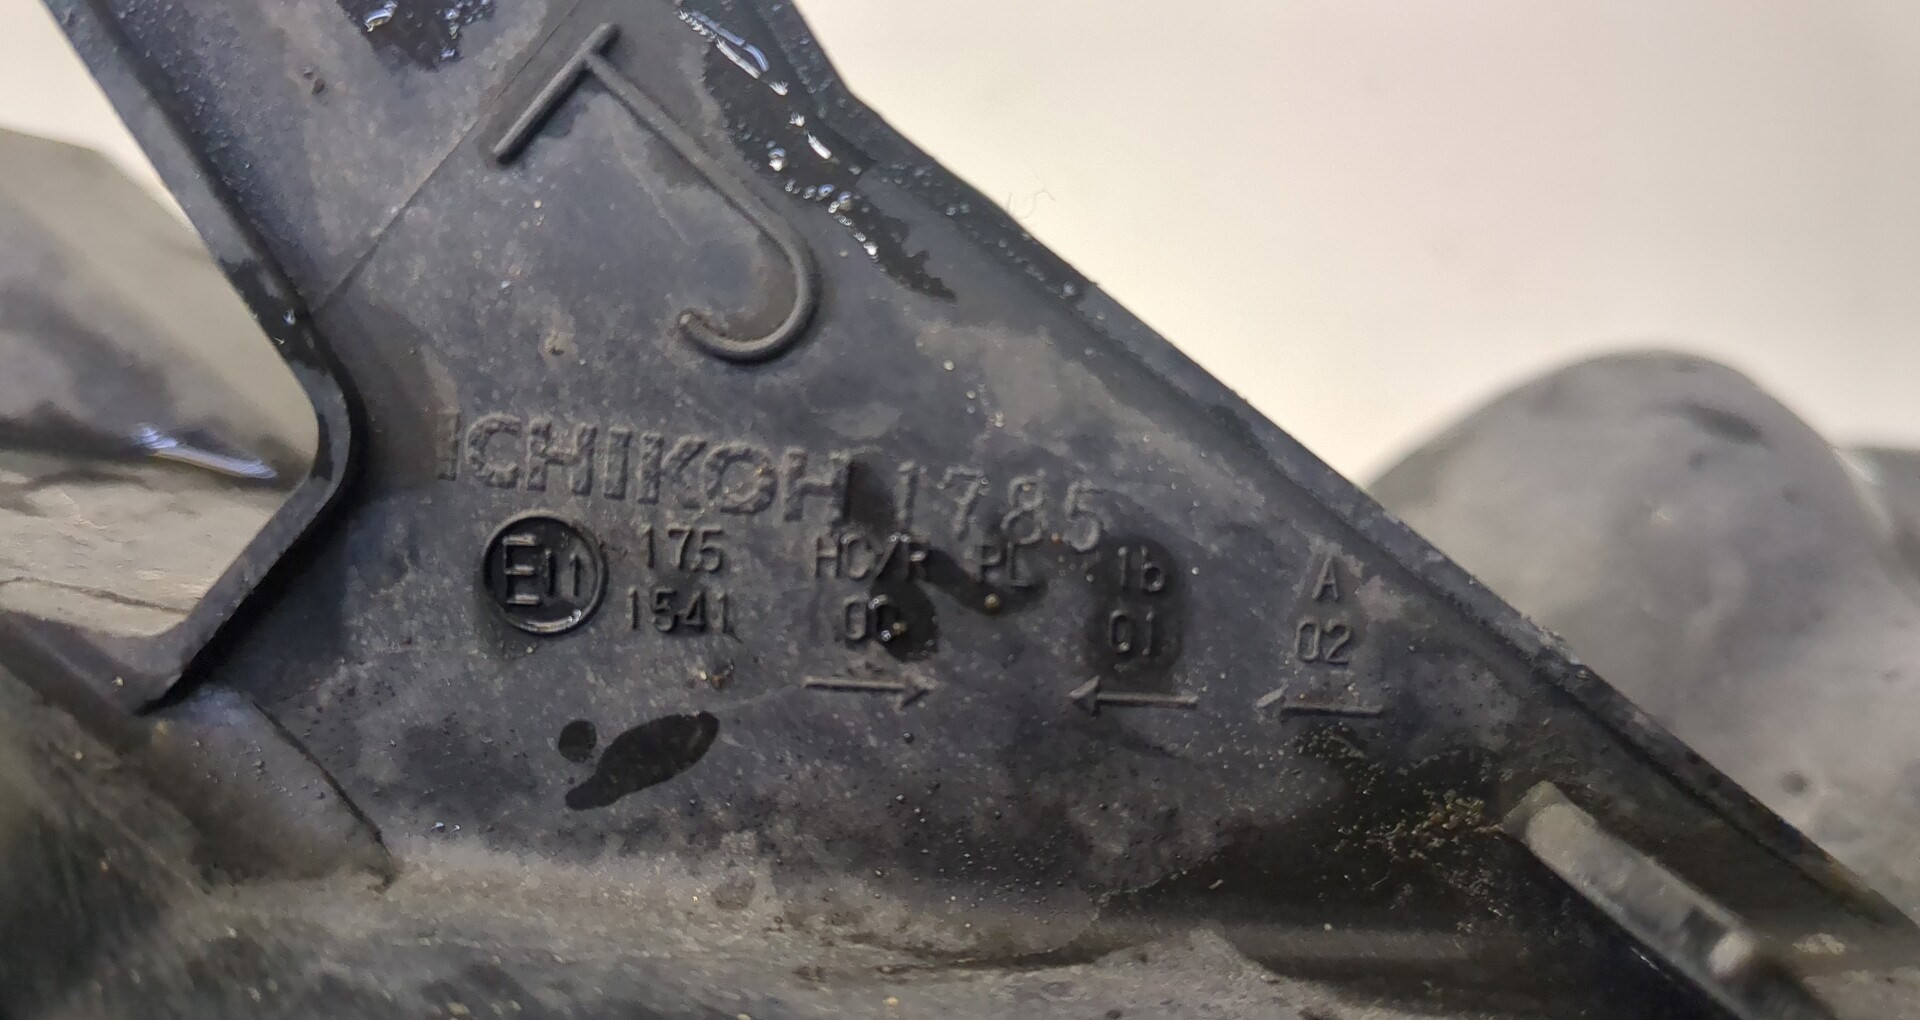 J
ICHIKOH 1785
E11 175 HC/R PL 1b A
1541 00 01 02
→ ← ←